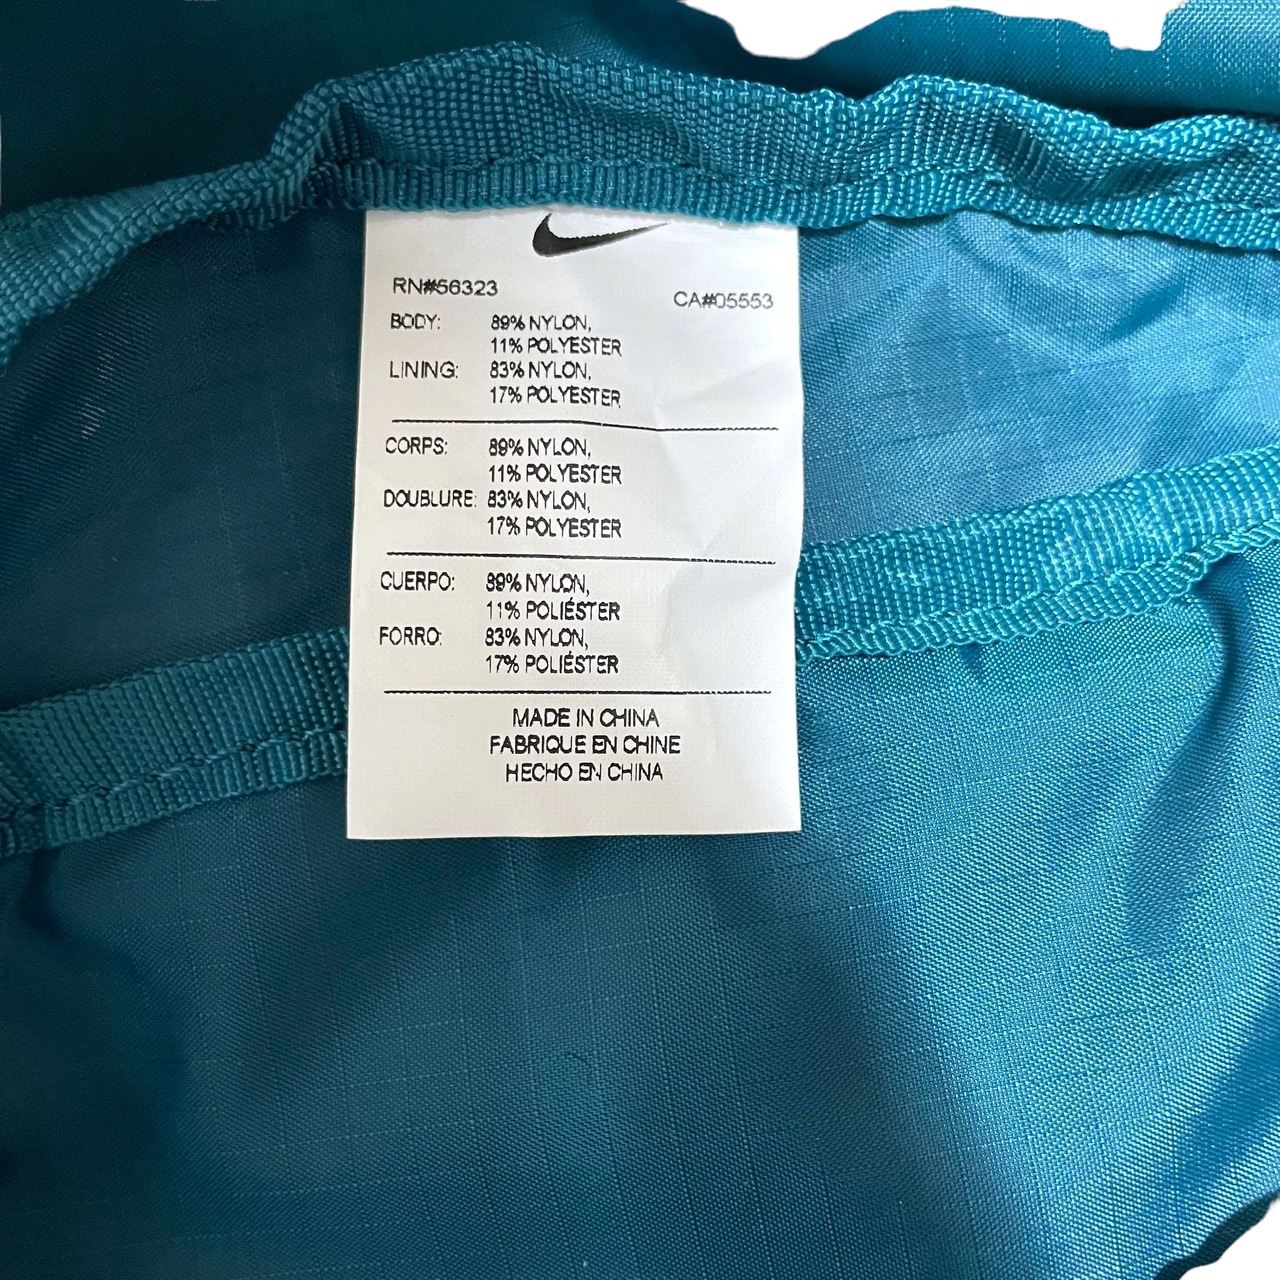 RN#56323 CA#05553
BODY: 89% NYLON,
11% POLYESTER
LINING: 83% NYLON,
17% POLYESTER
CORPS: 89% NYLON,
11% POLYESTER
DOUBLURE: 83% NYLON,
17% POLYESTER
CUERPO: 89% NYLON,
11% POLIÉSTER
FORRO: 83% NYLON,
17% POLIÉSTER
MADE IN CHINA
FABRIQUE EN CHINE
HECHO EN CHINA